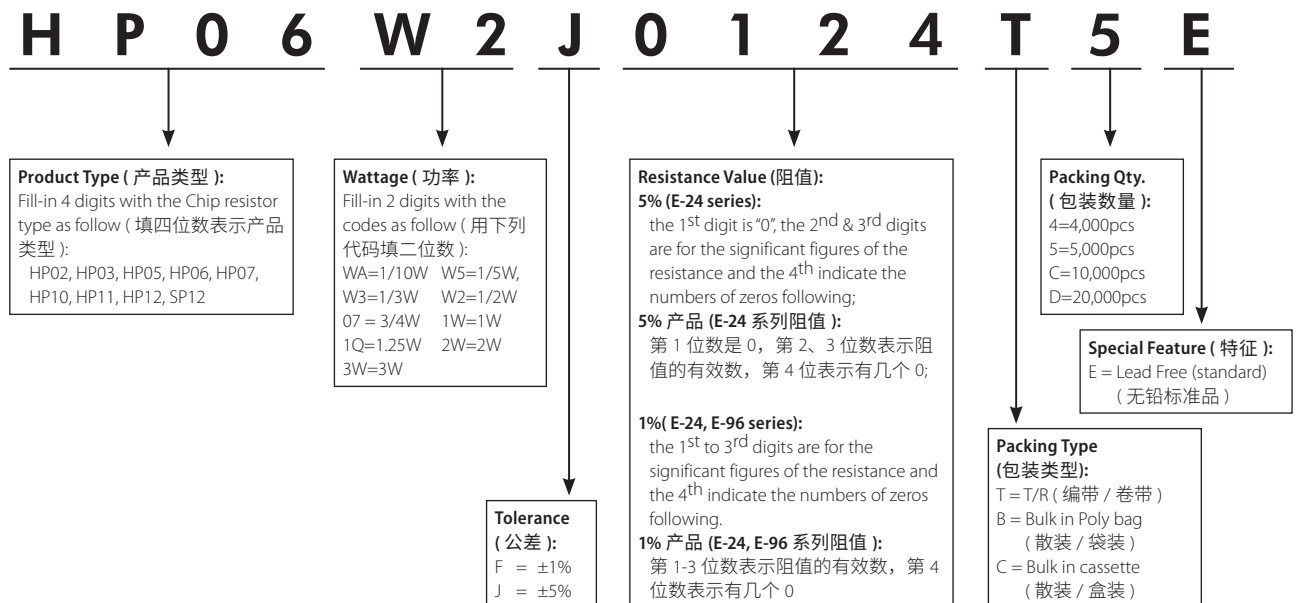 H P 0 6 W 2 J 0 1 2 4 T 5 E
Product Type ( 产品类型 ):
Fill-in 4 digits with the Chip resistor
type as follow ( 填四位数表示产品
类型 ):
HP02, HP03, HP05, HP06, HP07,
HP10, HP11, HP12, SP12
Wattage ( 功率 ):
Fill-in 2 digits with the
codes as follow ( 用下列
代码填二位数 ):
WA=1/10W W5=1/5W,
W3=1/3W W2=1/2W
07 = 3/4W 1W=1W
1Q=1.25W 2W=2W
3W=3W
Tolerance
( 公差 ):
F = ±1%
J = ±5%
Resistance Value (阻值):
5% (E-24 series):
the 1st digit is “0”, the 2nd & 3rd digits
are for the significant figures of the
resistance and the 4th indicate the
numbers of zeros following;
5% 产品 (E-24 系列阻值 ):
第 1 位数是 0，第 2、3 位数表示阻
值的有效数，第 4 位表示有几个 0;
1%( E-24, E-96 series):
the 1st to 3rd digits are for the
significant figures of the resistance and
the 4th indicate the numbers of zeros
following.
1% 产品 (E-24, E-96 系列阻值 ):
第 1-3 位数表示阻值的有效数，第 4
位数表示有几个 0
Packing Type
(包装类型):
T = T/R ( 编带 / 卷带 )
B = Bulk in Poly bag
( 散装 / 袋装 )
C = Bulk in cassette
( 散装 / 盒装 )
Packing Qty.
( 包装数量 ):
4=4,000pcs
5=5,000pcs
C=10,000pcs
D=20,000pcs
Special Feature ( 特征 ):
E = Lead Free (standard)
( 无铅标准品 )